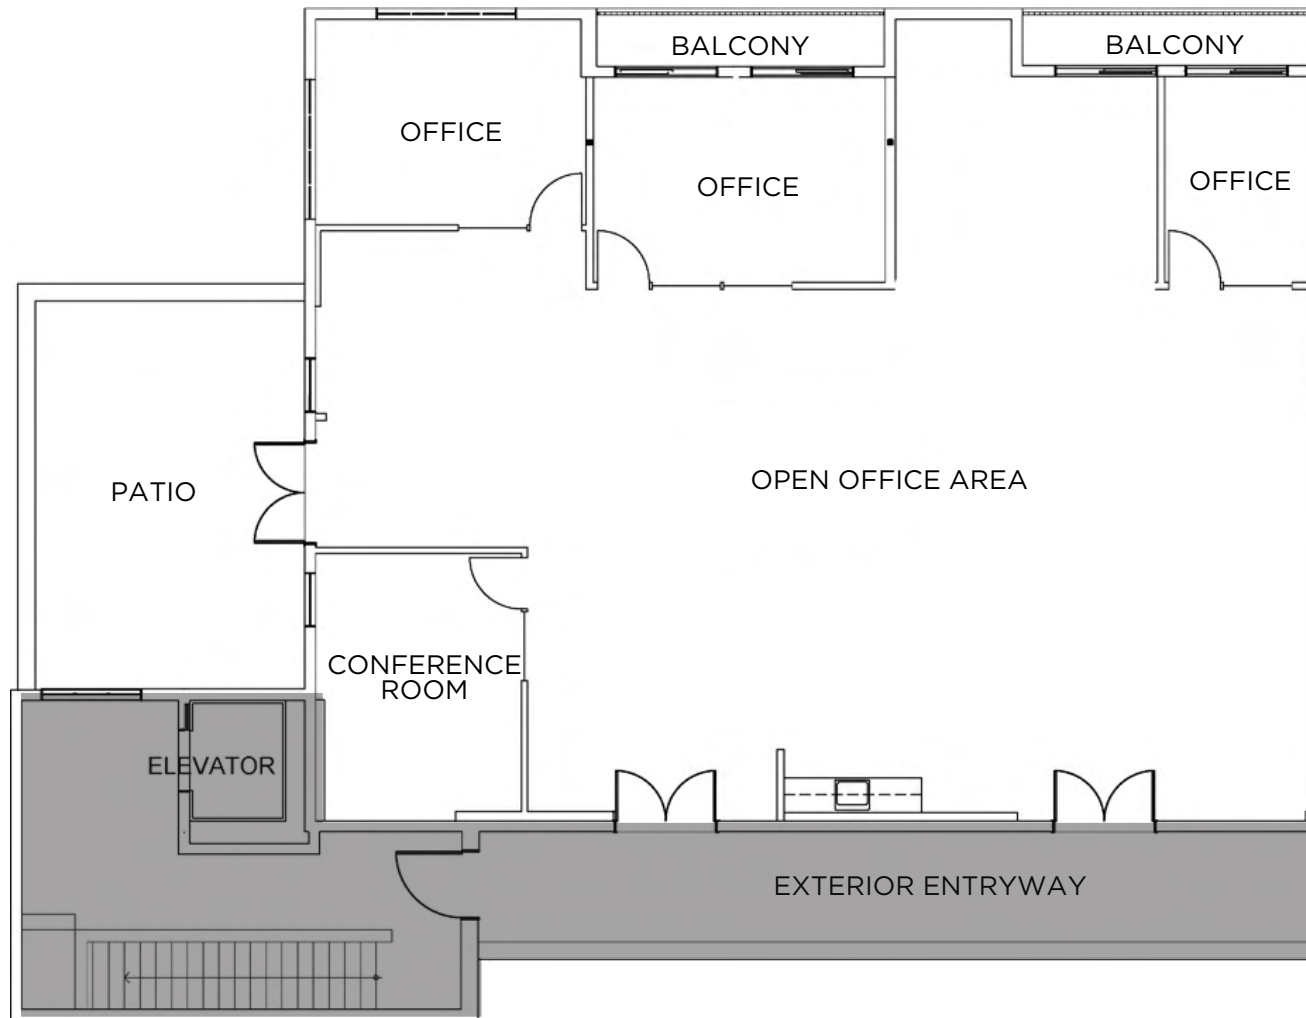 BALCONY
BALCONY
OFFICE
OFFICE
OFFICE
PATIO
OPEN OFFICE AREA
CONFERENCE
ROOM
ELEVATOR
EXTERIOR ENTRYWAY